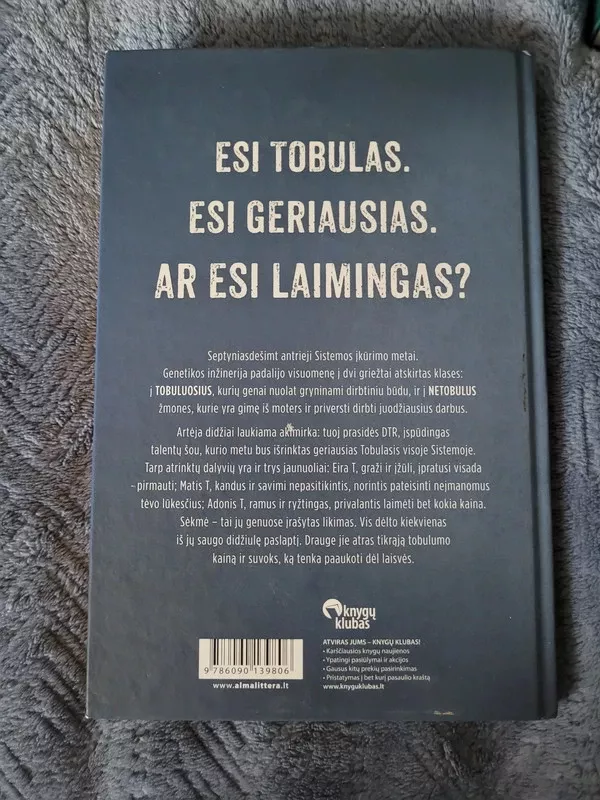 ESI TOBULAS.
ESI GERIAUSIAS.
AR ESI LAIMINGAS?
Septyniasdešimt antrieji Sistemos įkūrimo metai.
Genetikos inžinerija padalijo visuomenę į dvi griežtai atskirtas klases:
į TOBULUOSIUS, kurių genai nuolat gryninami dirbtiniu būdu, ir į NETOBULUS
žmones, kurie yra gimę iš moters ir priversti dirbti juodžiausius darbus.
Artėja didžiai laukiama akimirka: tuoj prasidės DTR, įspūdingas
talentų šou, kurio metu bus išrinktas geriausias Tobulasis visoje Sistemoje.
Tarp atrinktų dalyvių yra ir trys jaunuoliai: Eira T, graži ir įžūli, įpratusi visada
pirmauti; Matis T, kandus ir savimi nepasitikintis, norintis pateisinti neįmanomus
tėvo lūkesčius; Adonis T, ramus ir ryžtingas, privalantis laimėti bet kokia kaina.
Sėkmė – tai jų genuose įrašytas likimas. Vis dėlto kiekvienas
iš jų saugo didžiulę paslaptį. Drauge jie atras tikrąją tobulumo
kainą ir suvoks, ką tenka paaukoti dėl laisvės.
knygų
klubas
ATVIRAS JUMS – KNYGŲ KLUBAS!
• Karščiausios knygų naujienos
• Ypatingi pasiūlymai ir akcijos
• Gausus kitų prekių pasirinkimas
• Pristatymas į bet kurį pasaulio kraštą
www.knyguklubas.lt
9 786090 139806
www.almalittera.lt